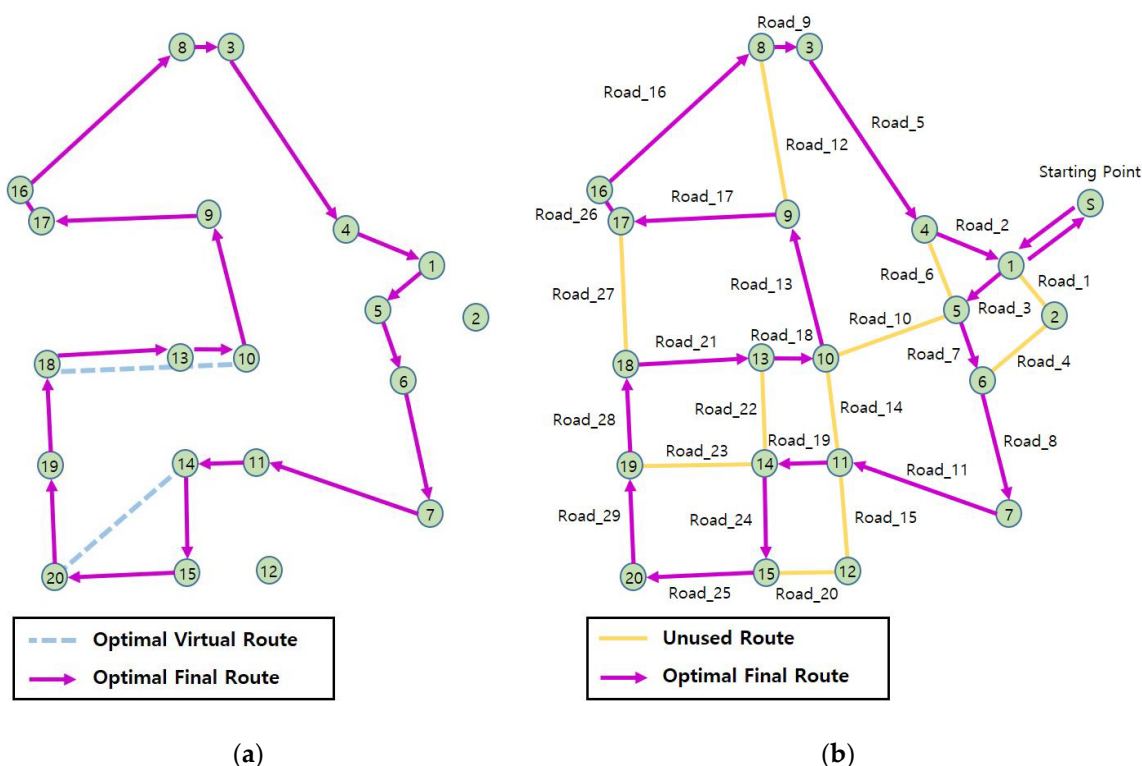 8
3
16
17
9
4
1
5
2
18
13
10
6
19
14
11
7
20
15
12
Optimal Virtual Route
Optimal Final Route
(a)
Road_9
8
3
Road_16
Road_5
Road_12
Starting Point
16
S
Road_26
17
Road_17
9
4
Road_2
1
Road_6
Road_1
Road_27
Road_13
Road_10
5
Road_3
2
Road_21
Road_18
Road_7
18
13
10
Road_4
6
Road_28
Road_22
Road_14
Road_8
Road_23
Road_19
19
14
11
Road_11
7
Road_29
Road_24
Road_15
20
15
12
Road_25
Road_20
Unused Route
Optimal Final Route
(b)